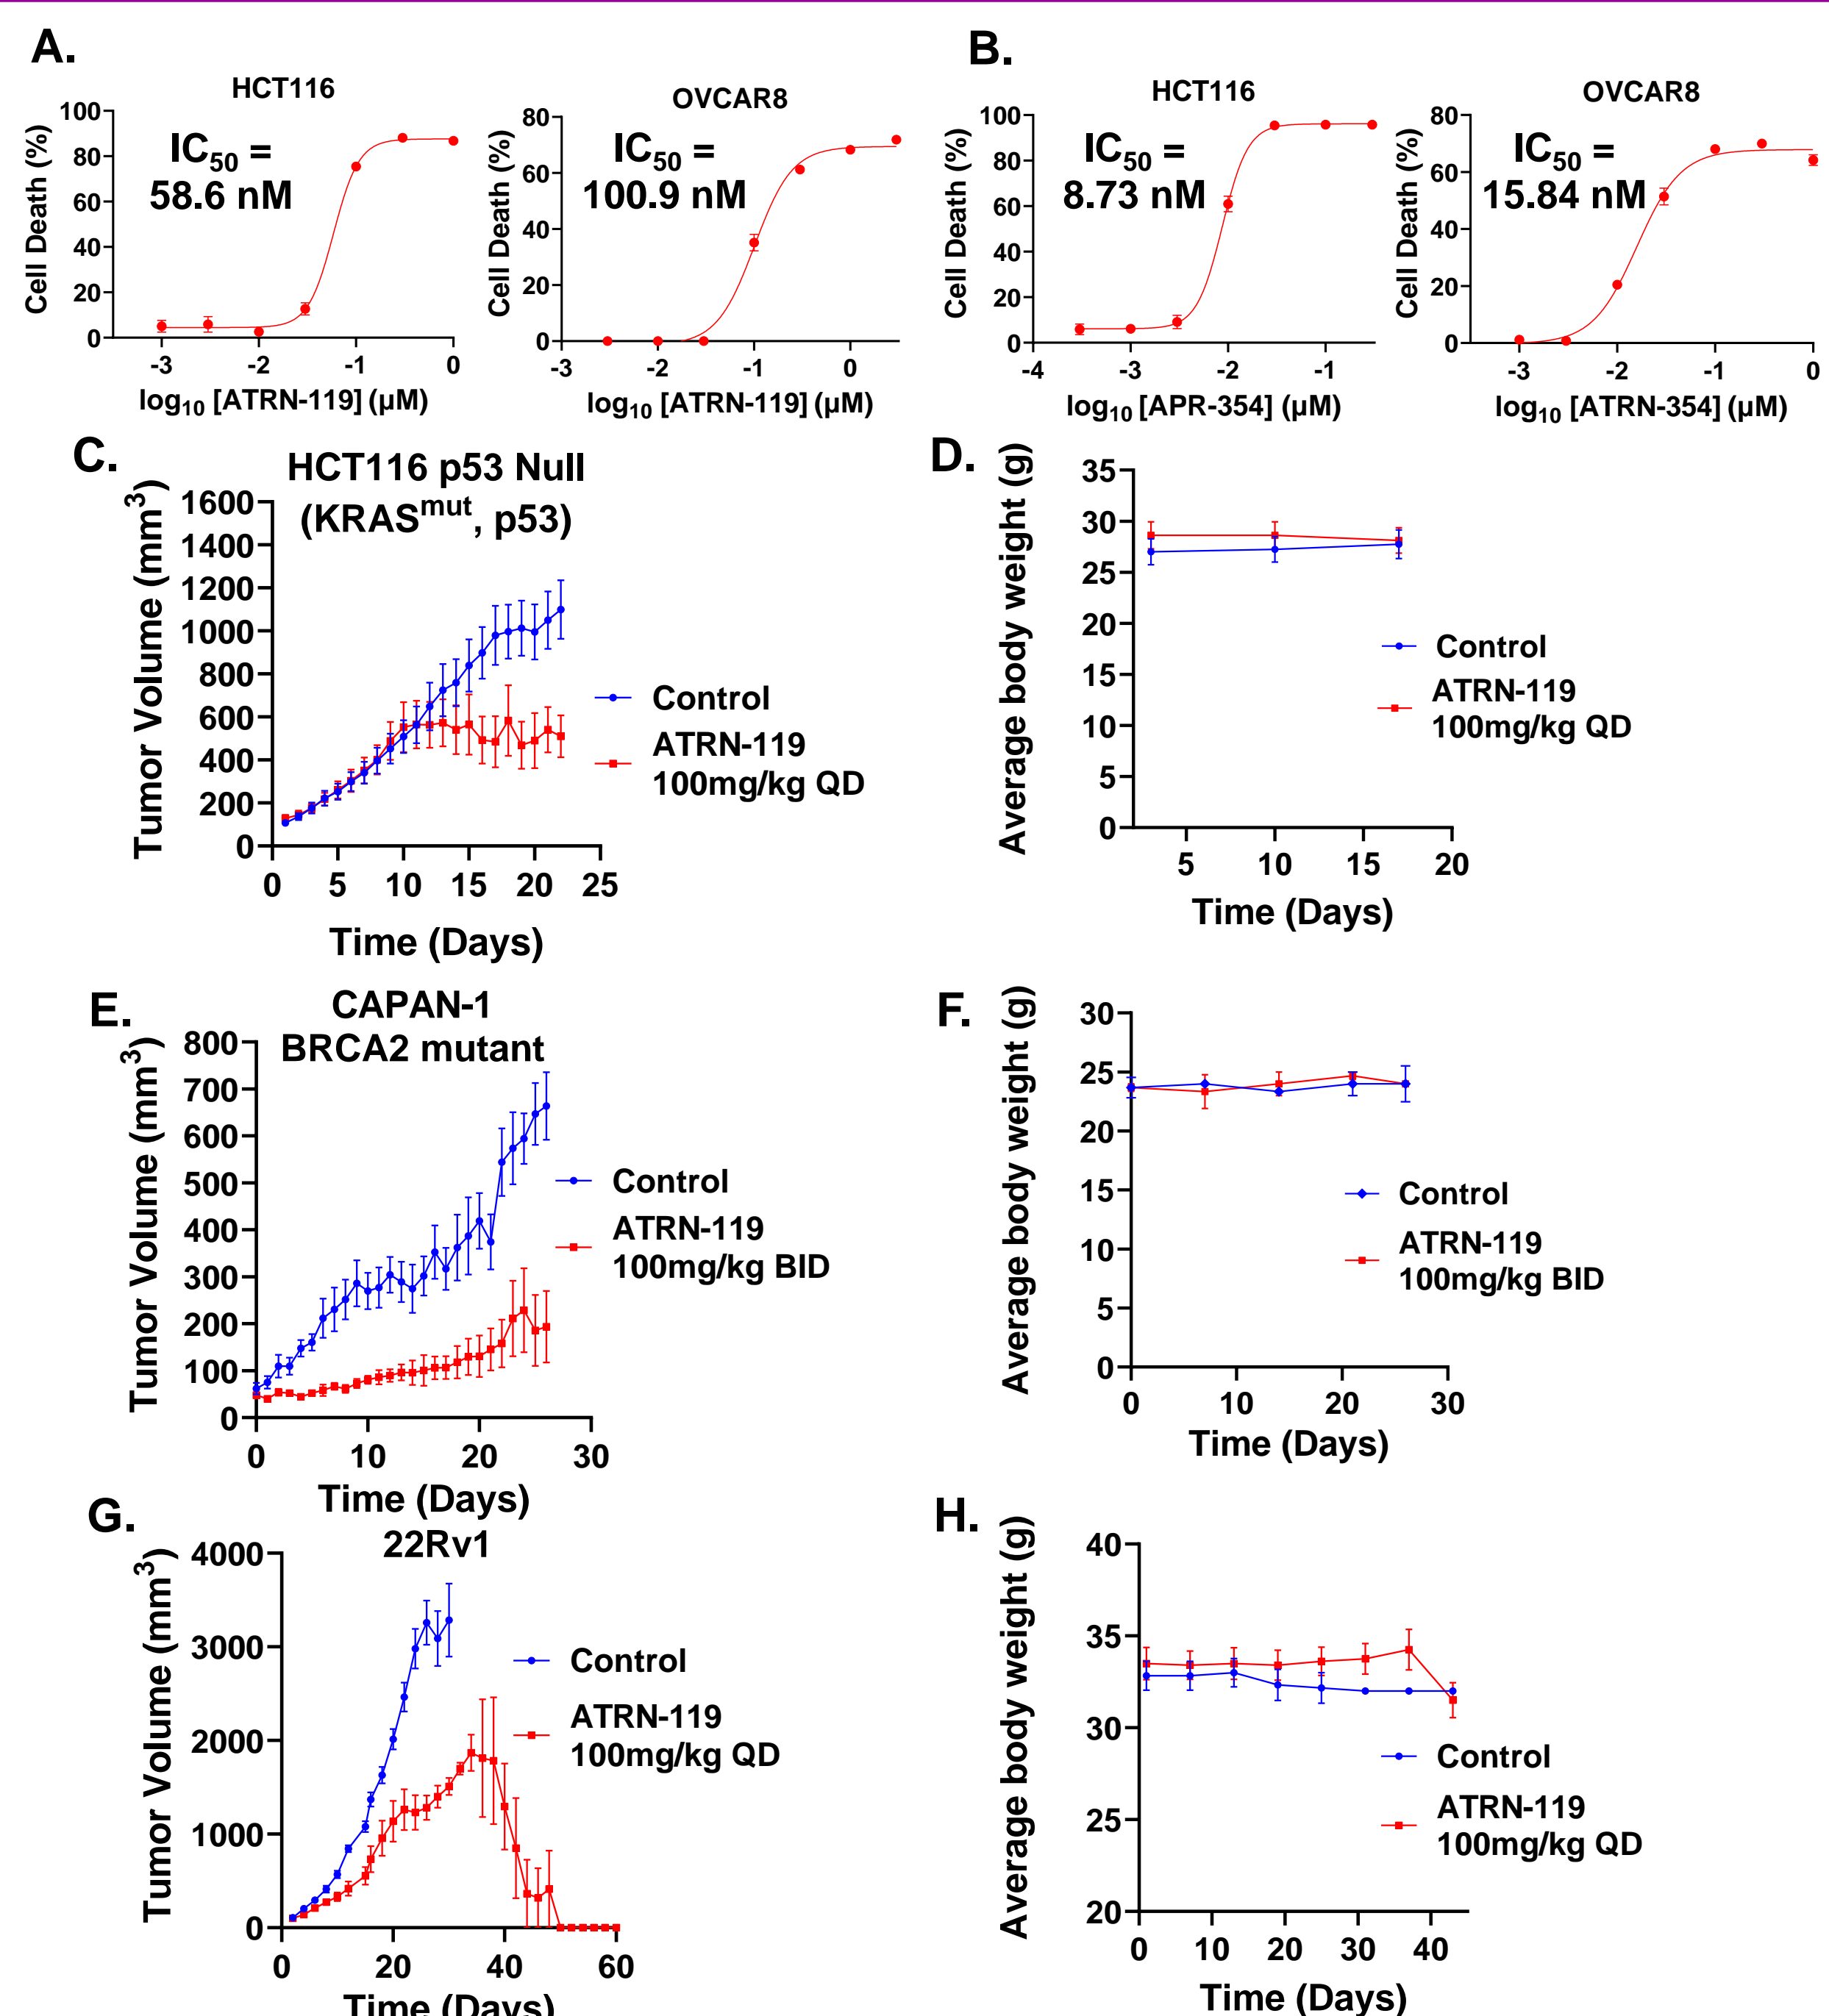 A.
HCT116
IC50 =
58.6 nM
Cell Death (%)
100
80
60
40
20
0
-3
-2
-1
0
log10 [ATRN-119] (µM)
OVCAR8
IC50 =
100.9 nM
Cell Death (%)
80
60
40
20
0
-3
-2
-1
0
log10 [ATRN-119] (µM)
B.
HCT116
IC50 =
8.73 nM
Cell Death (%)
100
80
60
40
20
0
-4
-3
-2
-1
log10 [APR-354] (µM)
OVCAR8
IC50 =
15.84 nM
Cell Death (%)
80
60
40
20
0
-3
-2
-1
0
log10 [ATRN-354] (µM)
C.
HCT116 p53 Null
(KRASmut, p53)
Tumor Volume (mm3)
1600
1400
1200
1000
800
600
400
200
0
0
5
10
15
20
25
Time (Days)
Control
ATRN-119
100mg/kg QD
D.
Average body weight (g)
35
30
25
20
15
10
5
0
5
10
15
20
Time (Days)
Control
ATRN-119
100mg/kg QD
E.
CAPAN-1
BRCA2 mutant
Tumor Volume (mm3)
800
700
600
500
400
300
200
100
0
0
10
20
30
Time (Days)
Control
ATRN-119
100mg/kg BID
F.
Average body weight (g)
30
25
20
15
10
5
0
0
10
20
30
Time (Days)
Control
ATRN-119
100mg/kg BID
G.
22Rv1
Tumor Volume (mm3)
4000
3000
2000
1000
0
0
20
40
60
Time (Days)
Control
ATRN-119
100mg/kg QD
H.
Average body weight (g)
40
35
30
25
20
0
10
20
30
40
Time (Days)
Control
ATRN-119
100mg/kg QD